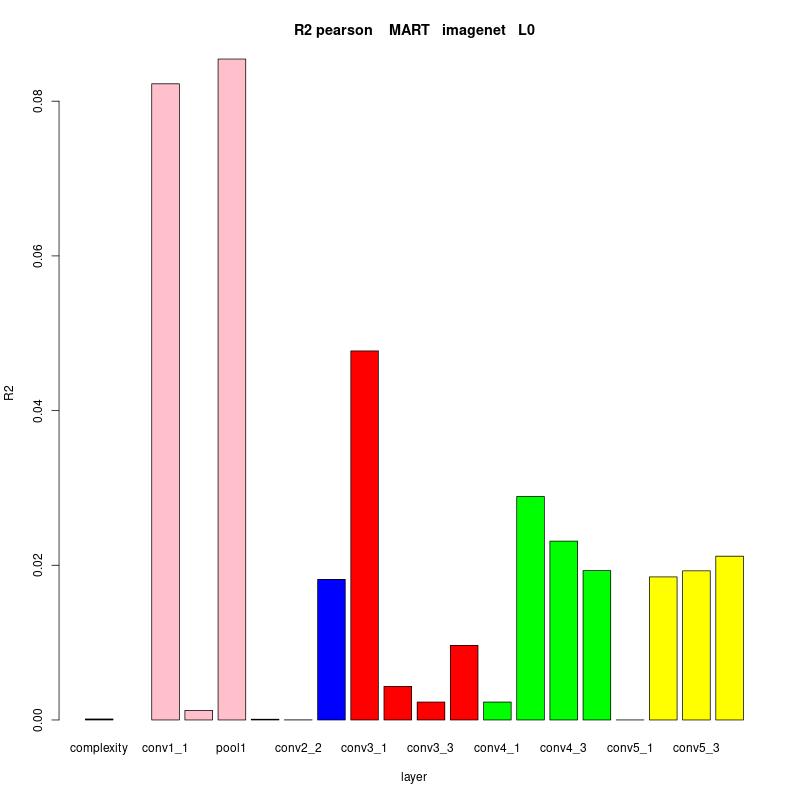 R2 pearson    MART   imagenet   L0
0.08
0.06
0.04
0.02
0.00
R2
complexity conv1_1 pool1 conv2_2 conv3_1 conv3_3 conv4_1 conv4_3 conv5_1 conv5_3
layer